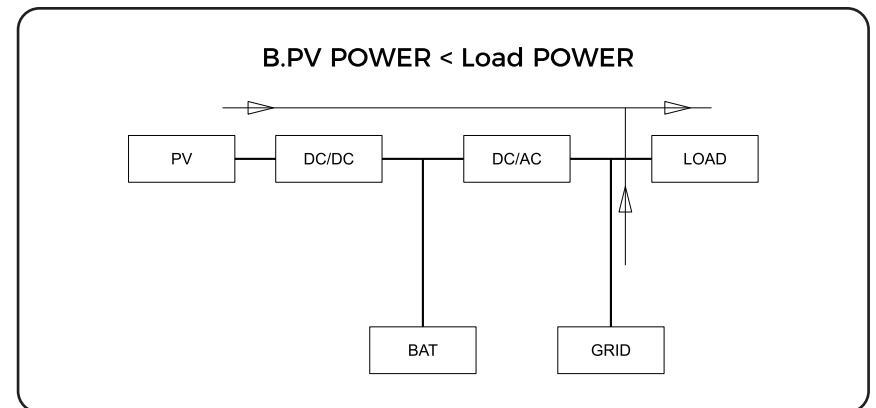 B.PV POWER < Load POWER
PV
DC/DC
DC/AC
LOAD
BAT
GRID